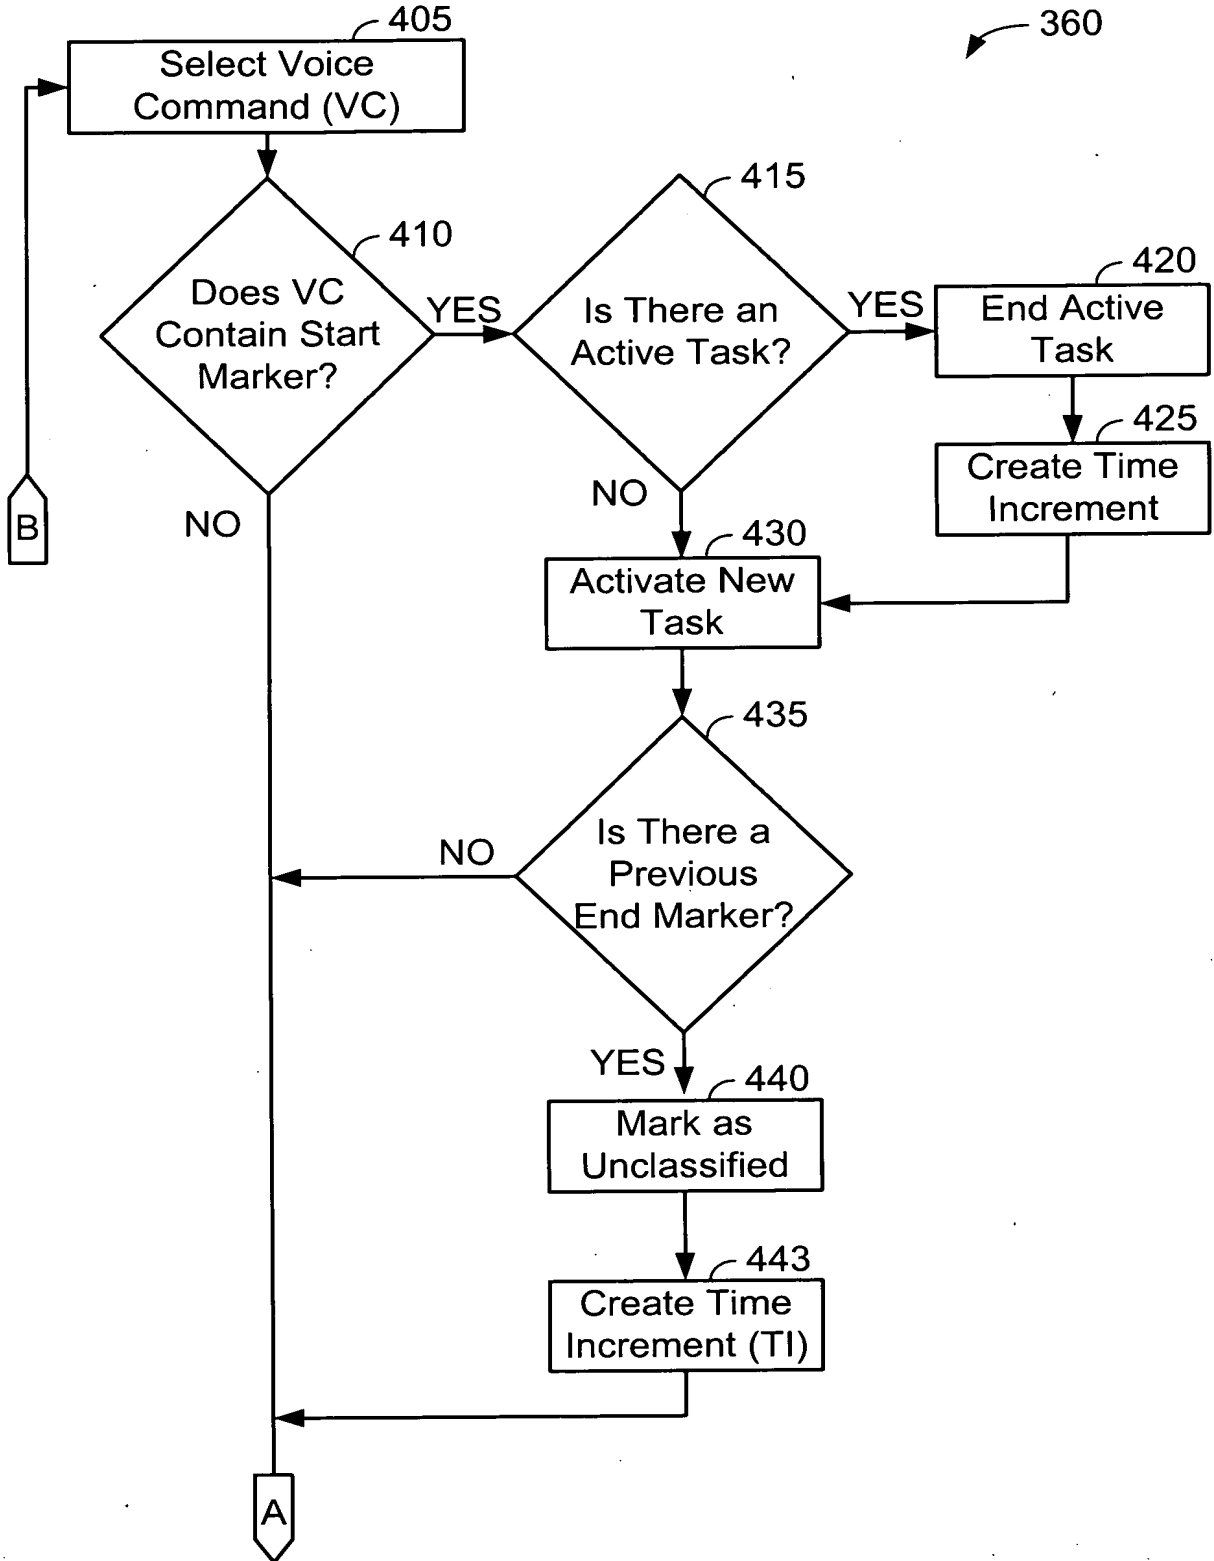 405
360
Select Voice
Command (VC)
410
Does VC
Contain Start
Marker?
YES
NO
415
Is There an
Active Task?
YES
NO
420
End Active
Task
425
Create Time
Increment
B
430
Activate New
Task
435
Is There a
Previous
End Marker?
NO
YES
440
Mark as
Unclassified
443
Create Time
Increment (TI)
A